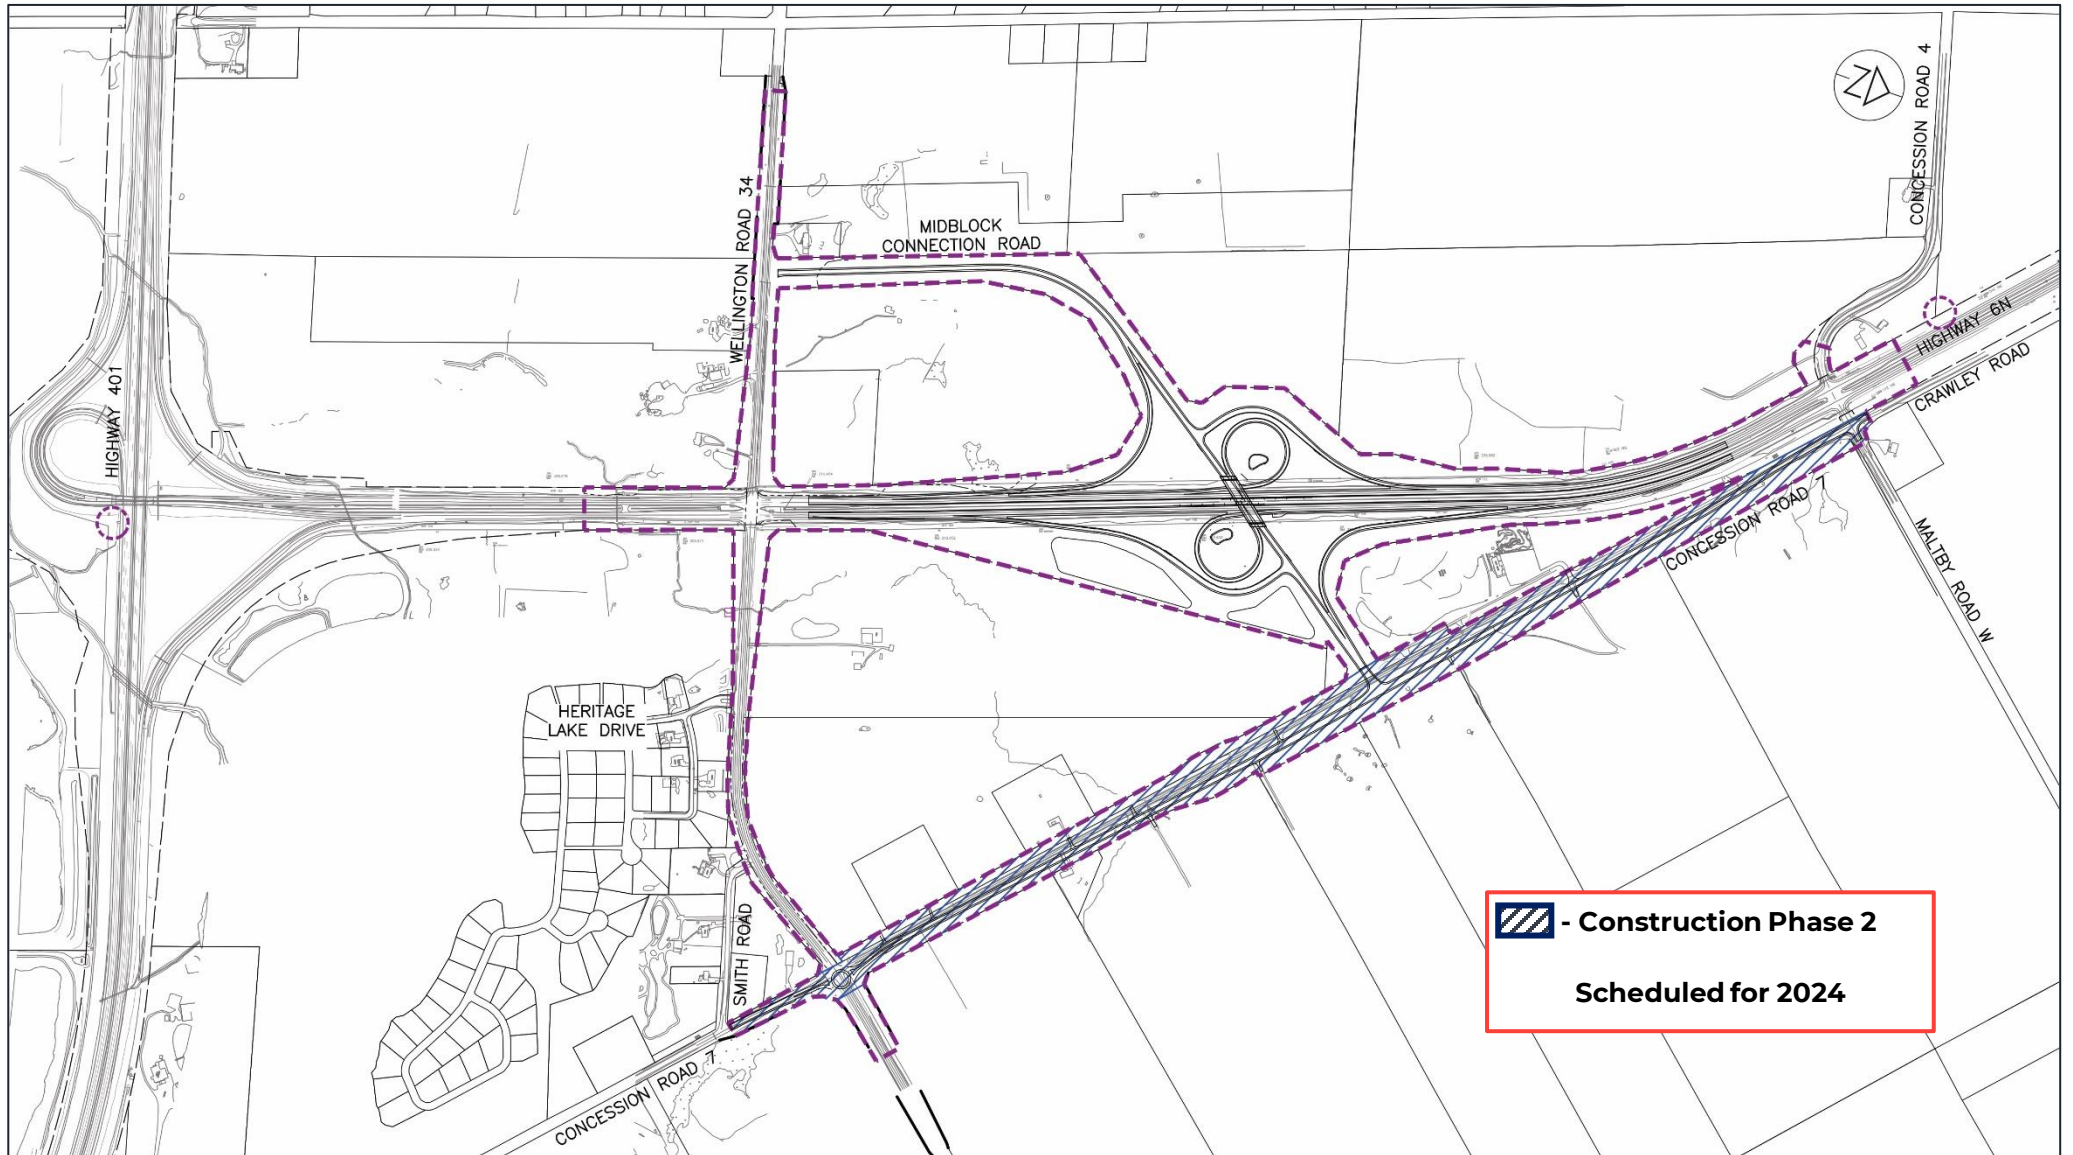 CONCESSION ROAD 4
WELLINGTON ROAD 34
MIDBLOCK
CONNECTION ROAD
HIGHWAY 6N
CRAWLEY ROAD
HIGHWAY 401
CONCESSION ROAD 7
MALTBY ROAD W
HERITAGE
LAKE DRIVE
SMITH ROAD
CONCESSION ROAD 7
- Construction Phase 2
Scheduled for 2024